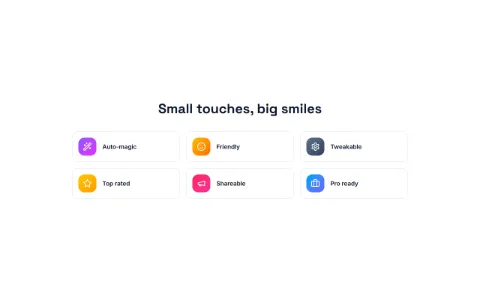 Small touches, big smiles
Auto-magic
Friendly
Tweakable
Top rated
Shareable
Pro ready